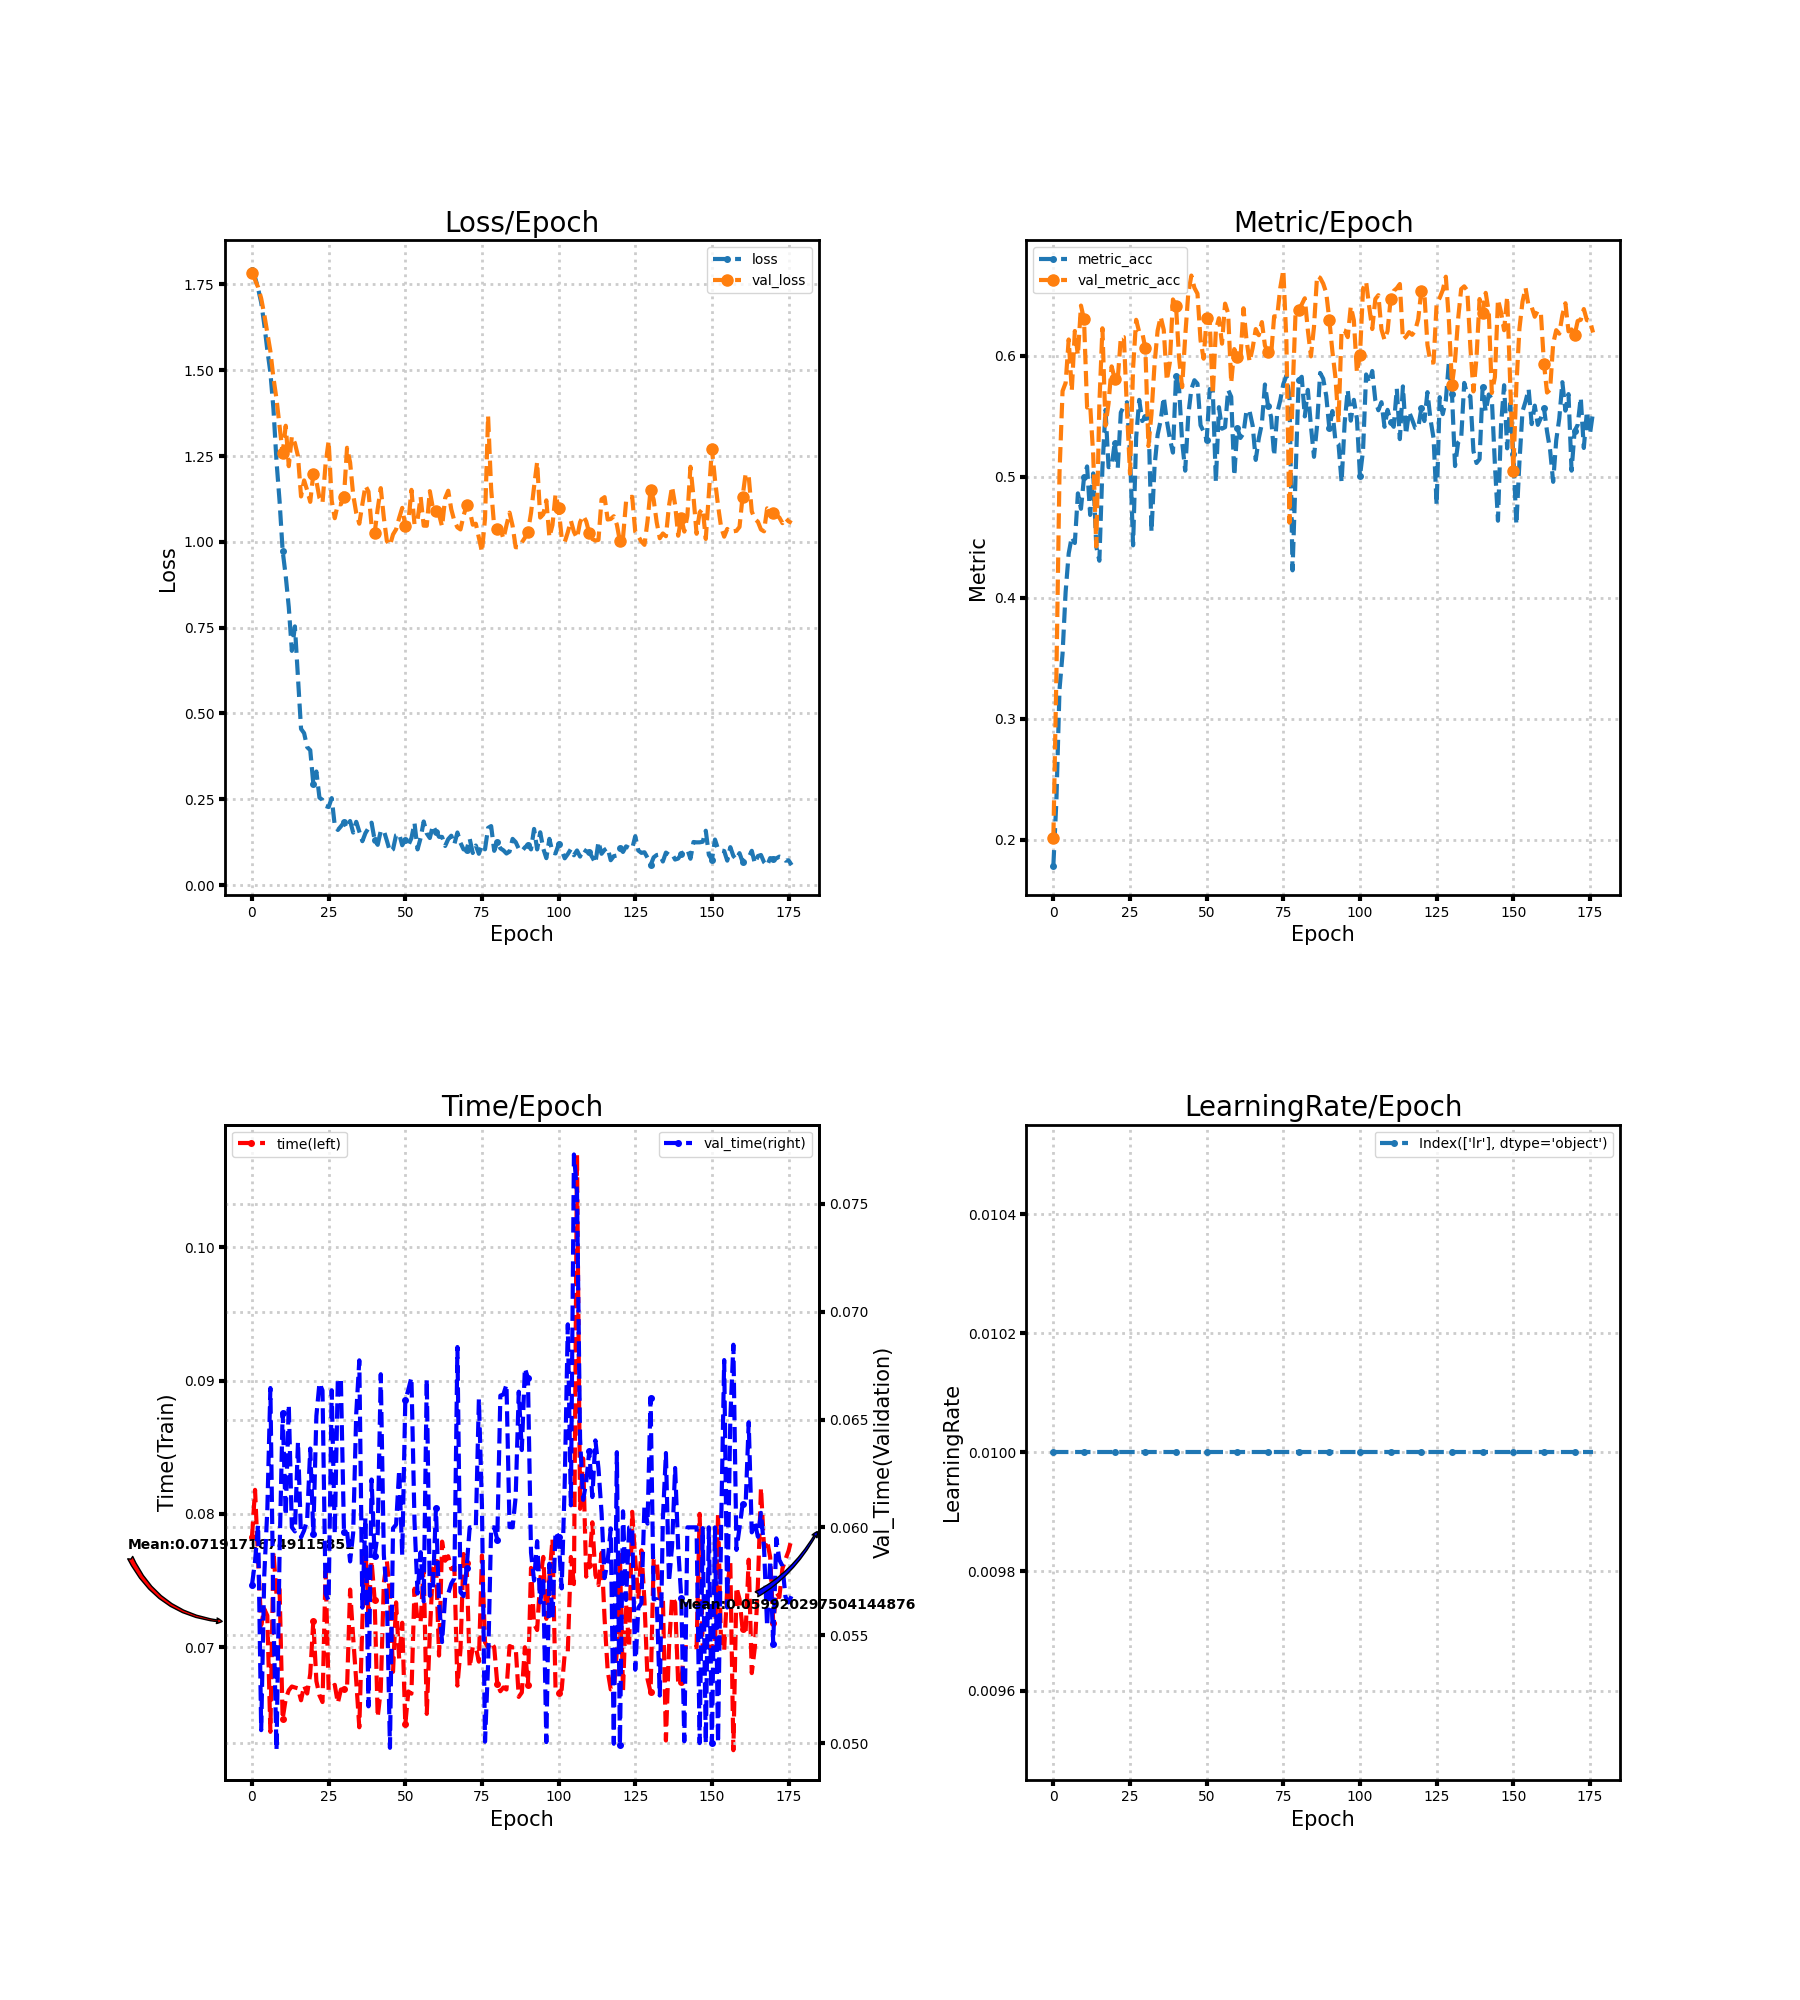 Loss/Epoch
loss
val_loss
1.75
1.50
1.25
1.00
0.75
0.50
0.25
0.00
Loss
0
25
50
75
100
125
150
175
Epoch
Metric/Epoch
metric_acc
val_metric_acc
0.6
0.5
0.4
0.3
0.2
Metric
0
25
50
75
100
125
150
175
Epoch
Time/Epoch
time(left)
val_time(right)
0.10
0.09
0.08
0.07
Time(Train)
0.075
0.070
0.065
0.060
0.055
0.050
Val_Time(Validation)
Mean:0.059920297504144876
0
25
50
75
100
125
150
175
Epoch
LearningRate/Epoch
Index(['lr'], dtype='object')
0.0104
0.0102
0.0100
0.0098
0.0096
LearningRate
0
25
50
75
100
125
150
175
Epoch